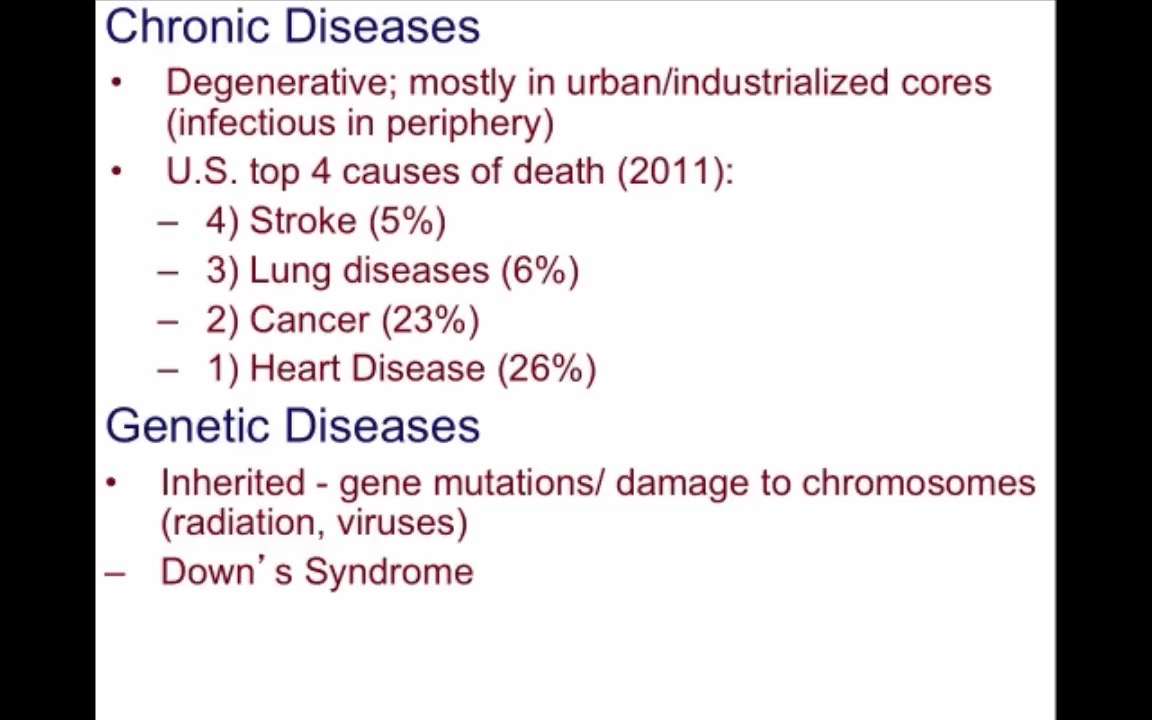 Chronic Diseases
• Degenerative; mostly in urban/industrialized cores
(infectious in periphery)
• U.S. top 4 causes of death (2011):
– 4) Stroke (5%)
– 3) Lung diseases (6%)
– 2) Cancer (23%)
– 1) Heart Disease (26%)
Genetic Diseases
• Inherited - gene mutations/ damage to chromosomes
(radiation, viruses)
– Down’s Syndrome